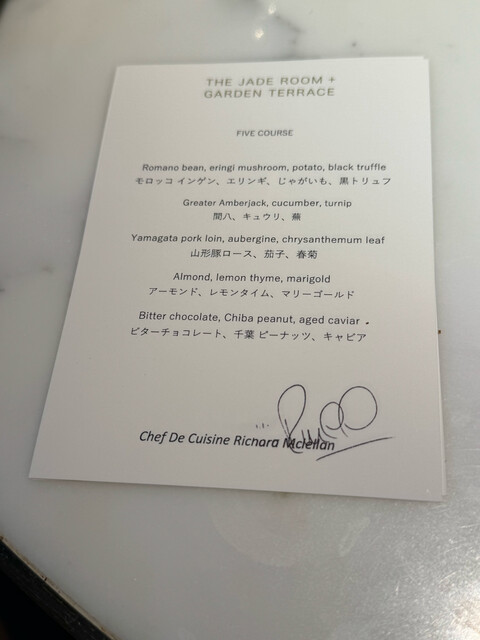 THE JADE ROOM +
GARDEN TERRACE
FIVE COURSE
Romano bean, eringi mushroom, potato, black truffle
モロッコ インゲン、エリンギ、じゃがいも、黒トリュフ
Greater Amberjack, cucumber, turnip
間八、キュウリ、蕪
Yamagata pork loin, aubergine, chrysanthemum leaf
山形豚ロース、茄子、春菊
Almond, lemon thyme, marigold
アーモンド、レモンタイム、マリーゴールド
Bitter chocolate, Chiba peanut, aged caviar
ビターチョコレート、千葉 ピーナッツ、キャビア
Chef De Cuisine Richard Mclellan